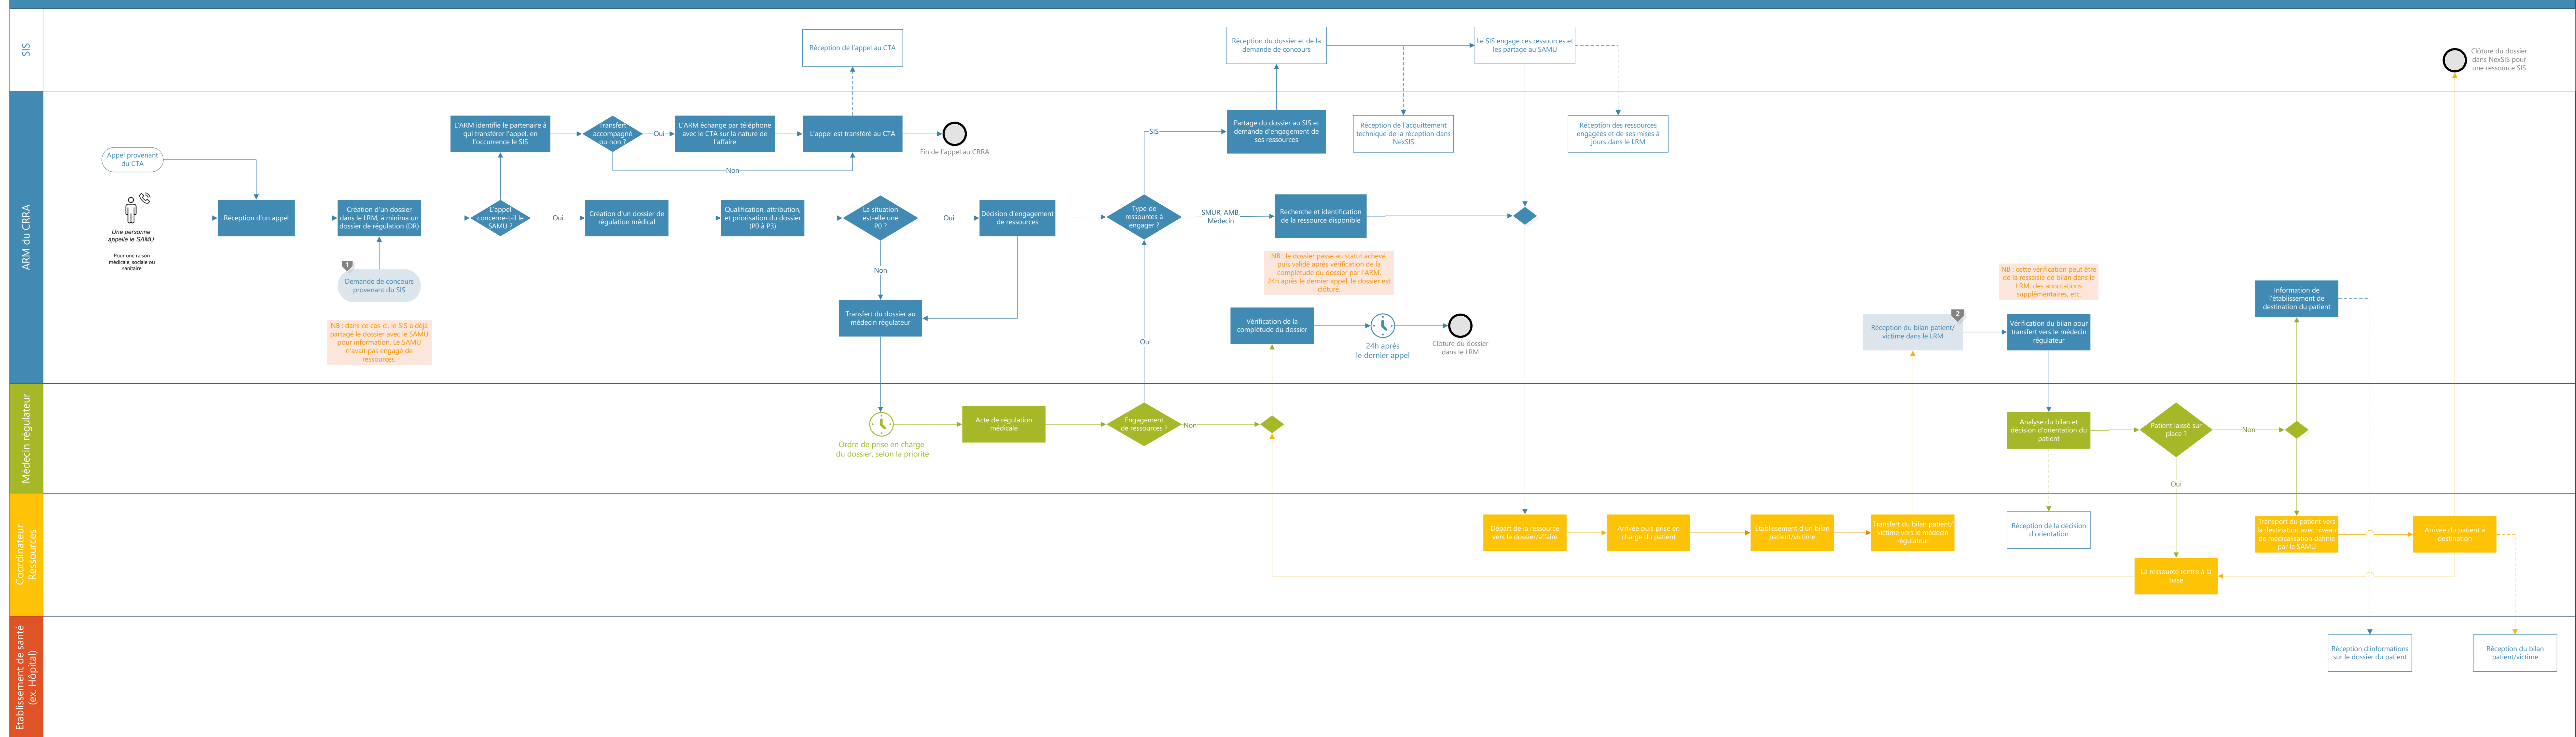 SIS
Réception de l'appel au CTA
Réception du dossier et de la
demande de concours
Le SIS engage ces ressources et
les partage au SAMU
Clôture du dossier
dans NexSIS pour
une ressource SIS
ARM du CRRA
Appel provenant
du CTA
Une personne
appelle le SAMU
Pour une raison
médicale, sociale ou
sanitaire
Réception d'un appel
Création d'un dossier
dans le LRM, à minima un
dossier de régulation (DR)
1
Demande de concours
provenant du SIS
NB : dans ce cas-ci, le SIS a déjà
partagé le dossier avec le SAMU
pour information. Le SAMU
n'avait pas engagé de
ressources.
L'appel
concerne-t-il le
SAMU ?
L'ARM identifie le partenaire à
qui transférer l'appel, en
l'occurrence le SIS
Transfert
accompagné
ou non ?
Oui
L'ARM échange par téléphone
avec le CTA sur la nature de
l'affaire
L'appel est transféré au CTA
Non
Fin de l'appel au CRRA
Oui
Création d'un dossier de
régulation médical
Qualification, attribution,
et priorisation du dossier
(P0 à P3)
La situation
est-elle une
P0 ?
Oui
Décision d'engagement
de ressources
Non
Transfert du dossier au
médecin régulateur
Type de
ressources à
engager ?
SIS
Partage du dossier au SIS et
demande d'engagement de
ses ressources
Réception de l'acquittement
technique de la réception dans
NexSIS
Réception des ressources
engagées et de ses mises à
jours dans le LRM
SMUR, AMB,
Médecin
Recherche et identification
de la ressource disponible
NB : le dossier passe au statut achevé,
puis validé après vérification de la
complétude du dossier par l'ARM.
24h après le dernier appel, le dossier est
clôturé.
Oui
Vérification de la
complétude du dossier
24h après
le dernier appel
Clôture du dossier
dans le LRM
Réception du bilan patient/
victime dans le LRM
2
NB : cette vérification peut être
de la ressaisie de bilan dans le
LRM, des annotations
supplémentaires, etc.
Vérification du bilan pour
transfert vers le médecin
régulateur
Information de
l'établissement de
destination du patient
Médecin régulateur
Ordre de prise en charge
du dossier, selon la priorité
Acte de régulation
médicale
Engagement
de ressources ?
Non
Analyse du bilan et
décision d'orientation du
patient
Patient laissé sur
place ?
Non
Oui
Coordinateur
Ressources
Départ de la ressource
vers le dossier/affaire
Arrivée puis prise en
charge du patient
Etablissement d'un bilan
patient/victime
Transfert du bilan patient/
victime vers le médecin
régulateur
Réception de la décision
d'orientation
La ressource rentre à la
base
Transport du patient vers
la destination avec niveau
de médicalisation définie
par le SAMU
Arrivée du patient à
destination
Etablissement de santé
(ex. Hôpital)
Réception d'informations
sur le dossier du patient
Réception du bilan
patient/victime